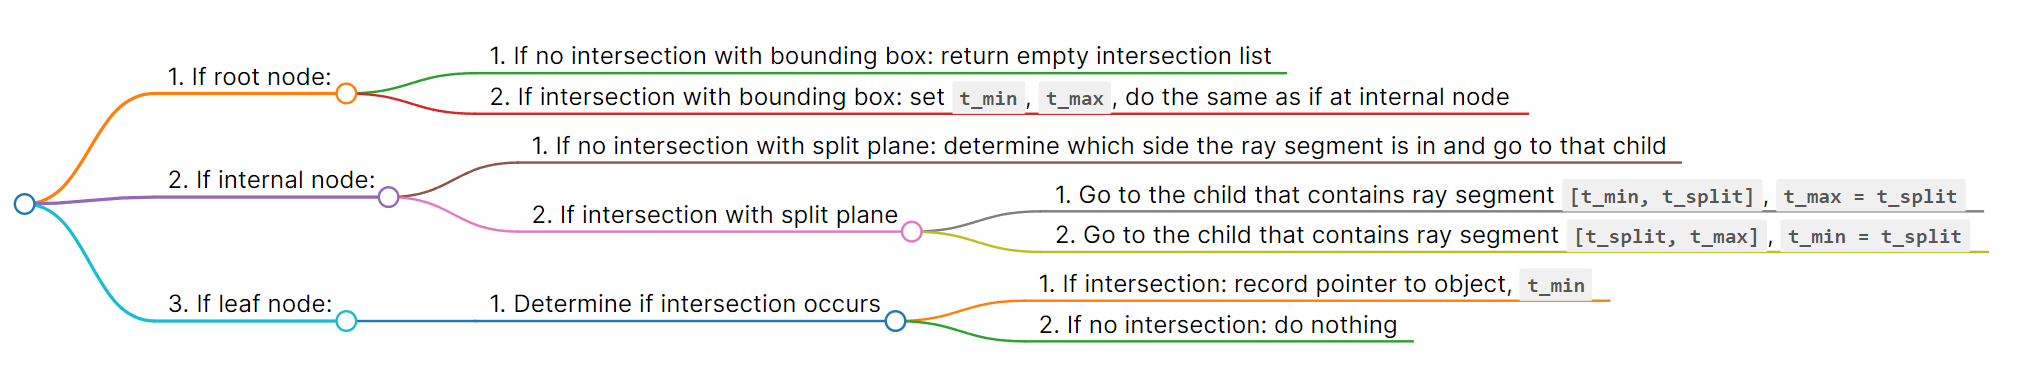 1. If root node:
1. If no intersection with bounding box: return empty intersection list
2. If intersection with bounding box: set t_min, t_max, do the same as if at internal node
2. If internal node:
1. If no intersection with split plane: determine which side the ray segment is in and go to that child
2. If intersection with split plane
1. Go to the child that contains ray segment [t_min, t_split], t_max = t_split
2. Go to the child that contains ray segment [t_split, t_max], t_min = t_split
3. If leaf node:
1. Determine if intersection occurs
1. If intersection: record pointer to object, t_min
2. If no intersection: do nothing